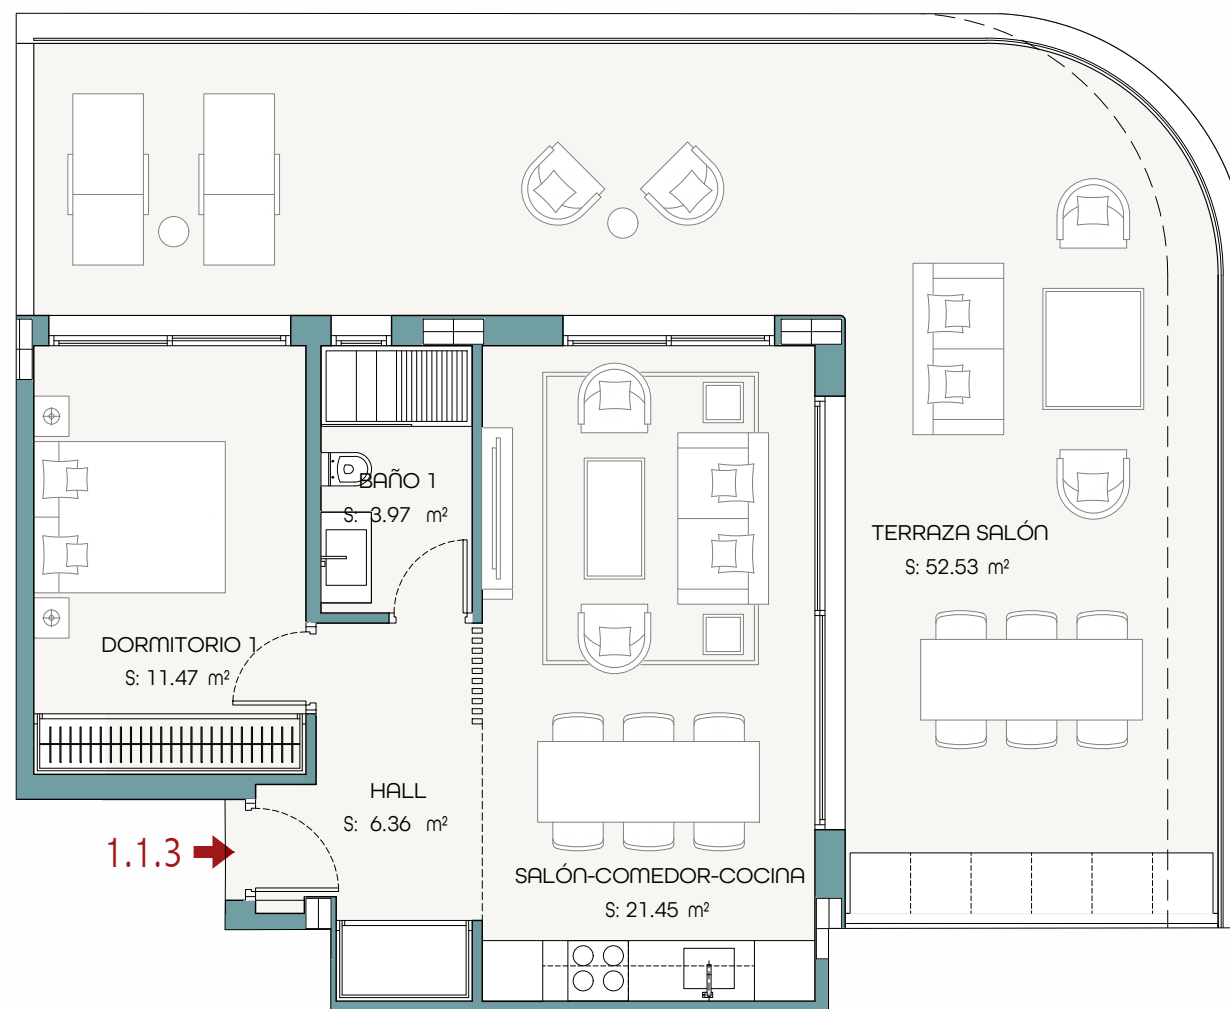 BAÑO 1
S: 3.97 m²
TERRAZA SALÓN
S: 52.53 m²
DORMITORIO 1
S: 11.47 m²
HALL
S: 6.36 m²
1.1.3
SALÓN-COMEDOR-COCINA
S: 21.45 m²